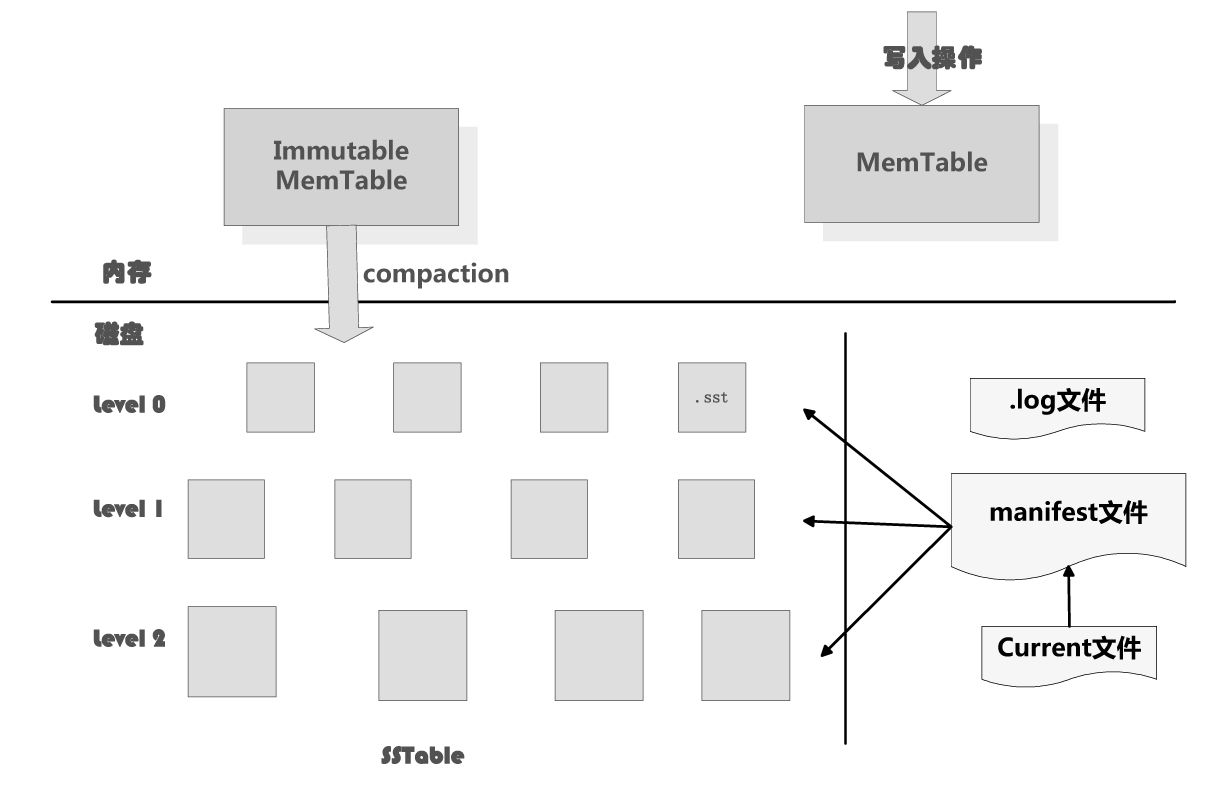 写入操作
Immutable
MemTable
MemTable
内存
compaction
磁盘
Level 0
.sst
.log文件
Level 1
manifest文件
Level 2
Current文件
SSTable